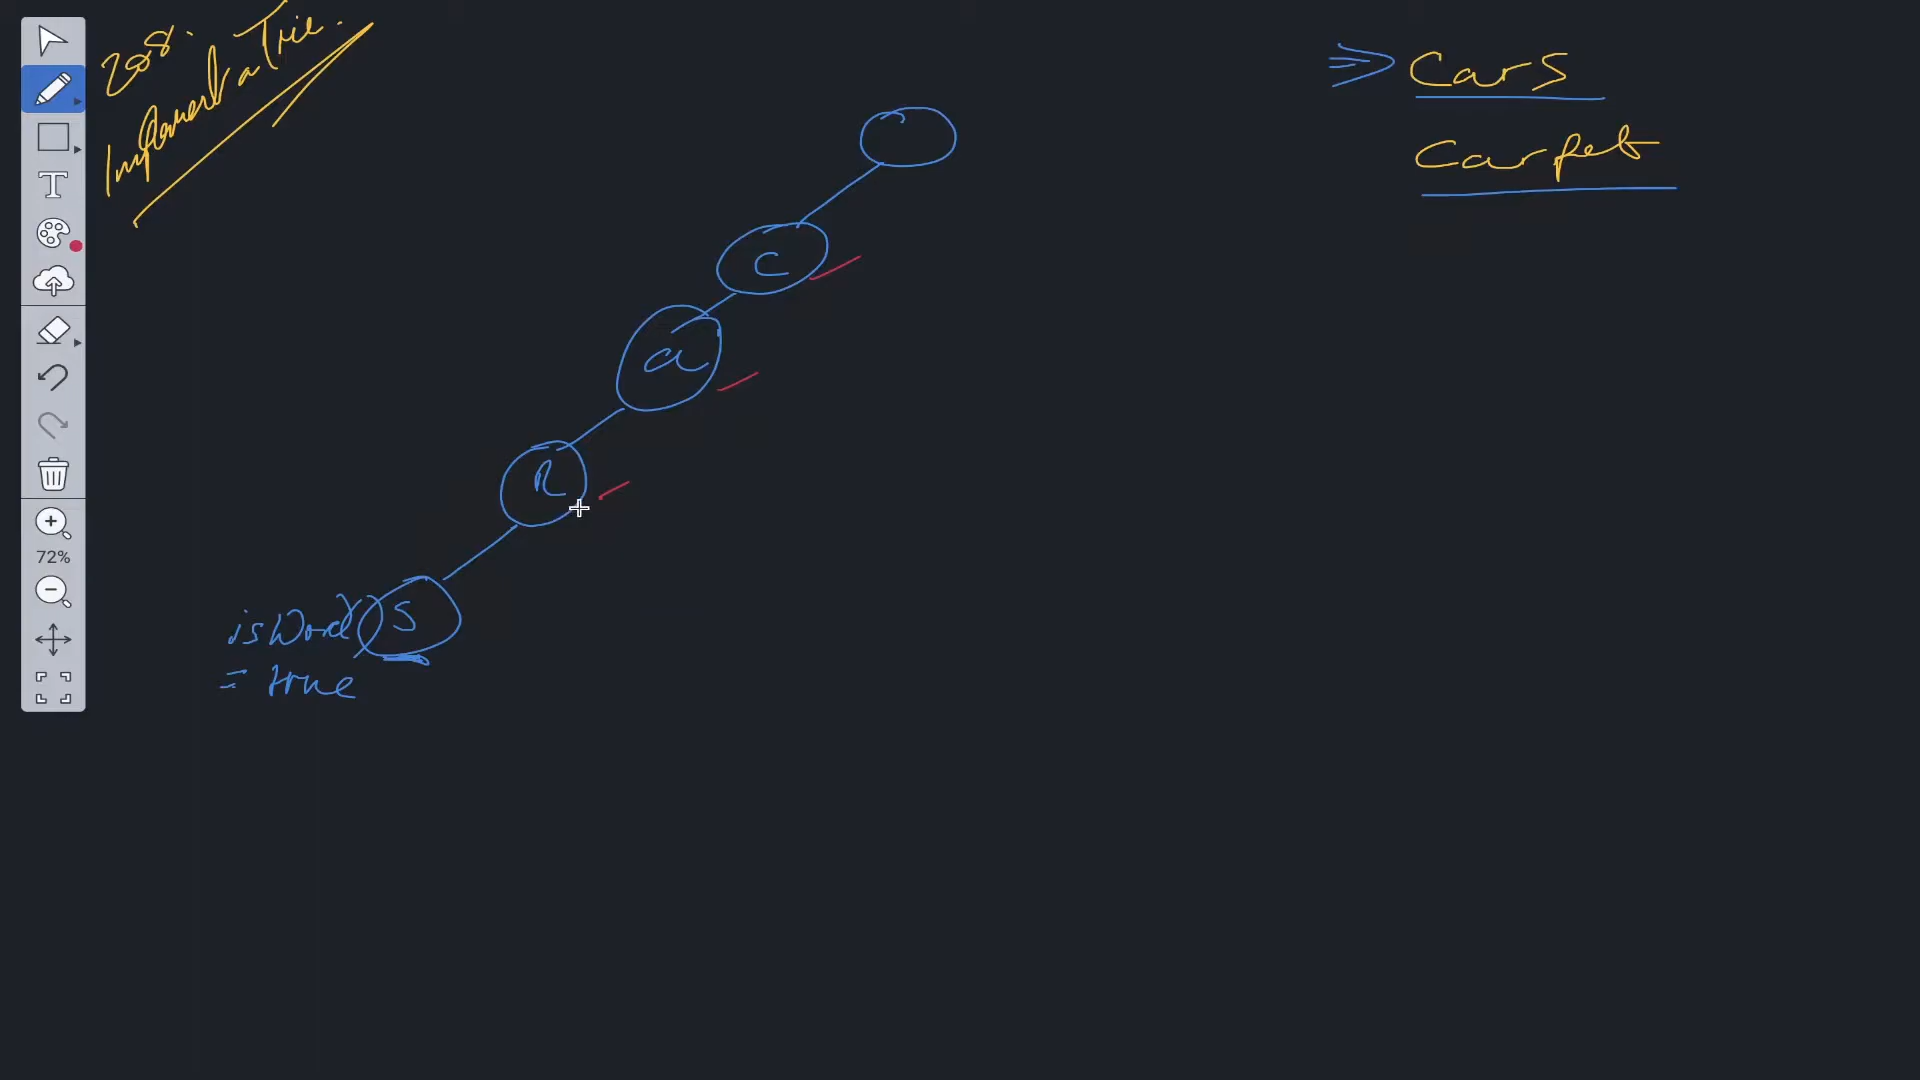 208.
Implement a Trie.
Cars
Carpet
C
a
R
S
isWord
= true
72%